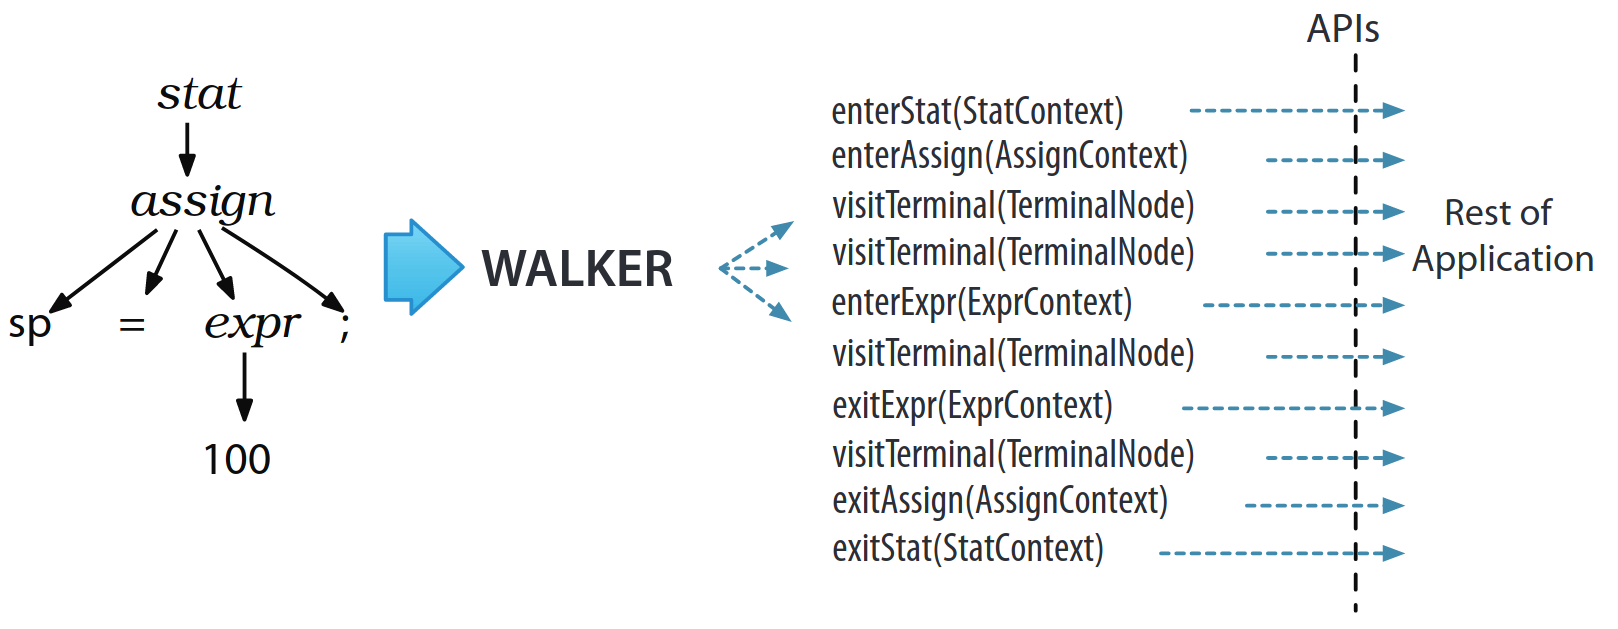 stat
assign
sp = expr ;
100
WALKER
enterStat(StatContext)
enterAssign(AssignContext)
visitTerminal(TerminalNode)
visitTerminal(TerminalNode)
enterExpr(ExprContext)
visitTerminal(TerminalNode)
exitExpr(ExprContext)
visitTerminal(TerminalNode)
exitAssign(AssignContext)
exitStat(StatContext)
APIs
Rest of
Application